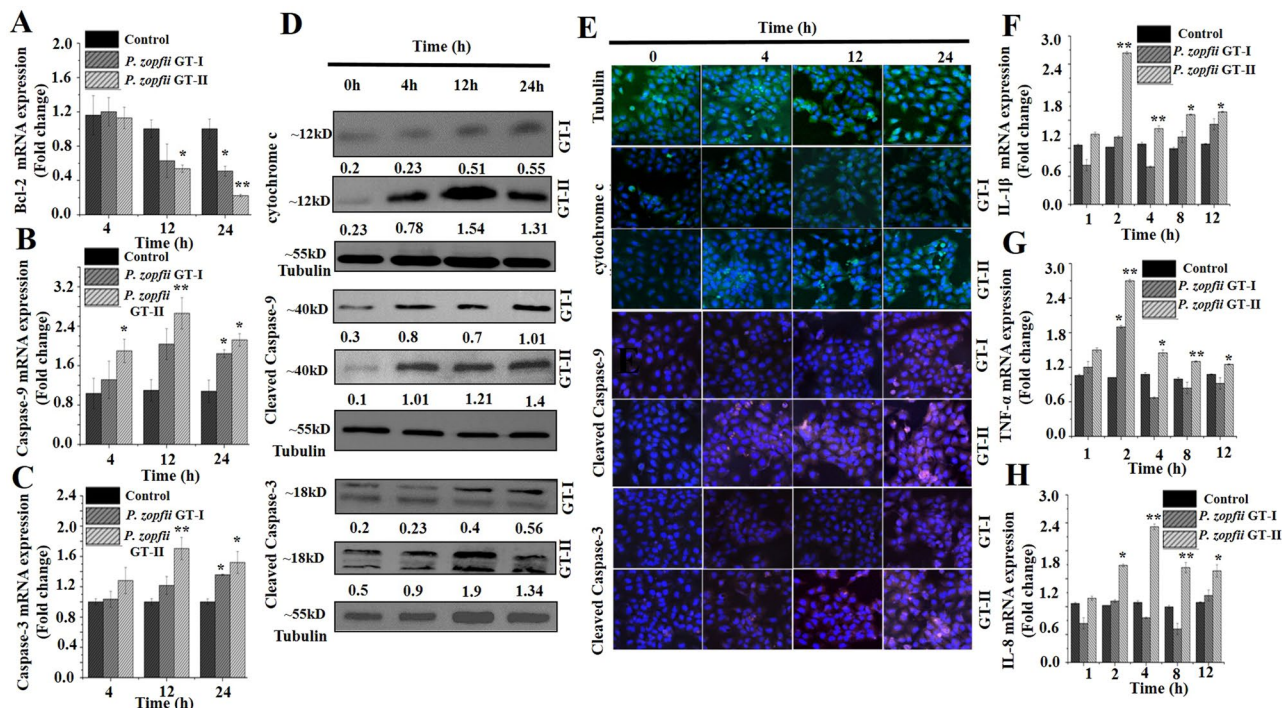 A
Bcl-2 mRNA expression
(Fold change)
2.0
1.6
1.2
0.8
0.4
0.0
Control
P. zopfii GT-I
P. zopfii GT-II
*
**
4 12 24
Time (h)
B
Caspase-9 mRNA expression
(Fold change)
3.2
2.4
1.6
0.8
0.0
Control
P. zopfii GT-I
P. zopfii
GT-II
*
**
*
*
4 12 24
Time (h)
C
Caspase-3 mRNA expression
(Fold change)
2.4
2.0
1.6
1.2
0.8
0.4
0.0
Control
P. zopfii GT-I
P. zopfii
GT-II
**
*
*
4 12 24
Time (h)
D
Time (h)
0h 4h 12h 24h
cytochrome c
~12kD
GT-I
0.2 0.23 0.51 0.55
~12kD
GT-II
0.23 0.78 1.54 1.31
~55kD
Tubulin
Cleaved Caspase-9
~40kD
GT-I
0.3 0.8 0.7 1.01
~40kD
GT-II
0.1 1.01 1.21 1.4
~55kD
Tubulin
Cleaved Caspase-3
~18kD
GT-I
0.2 0.23 0.4 0.56
~18kD
GT-II
0.5 0.9 1.9 1.34
~55kD
Tubulin
E
Time (h)
0 4 12 24
Tubulin
cytochrome c
GT-I
GT-II
E
Cleaved Caspase-9
GT-I
GT-II
Cleaved Caspase-3
GT-I
GT-II
F
IL-1β mRNA expression
(Fold change)
3.0
2.4
1.8
1.2
0.6
0.0
Control
P. zopfii GT-I
P. zopfii GT-II
**
**
*
*
1 2 4 8 12
Time (h)
G
TNF-α mRNA expression
(Fold change)
3.0
2.4
1.8
1.2
0.6
0.0
Control
P. zopfii GT-I
P. zopfii GT-II
*
**
*
**
*
1 2 4 8 12
Time (h)
H
IL-8 mRNA expression
(Fold change)
3.0
2.4
1.8
1.2
0.6
0.0
Control
P. zopfii GT-I
P. zopfii GT-II
*
**
**
*
1 2 4 8 12
Time (h)